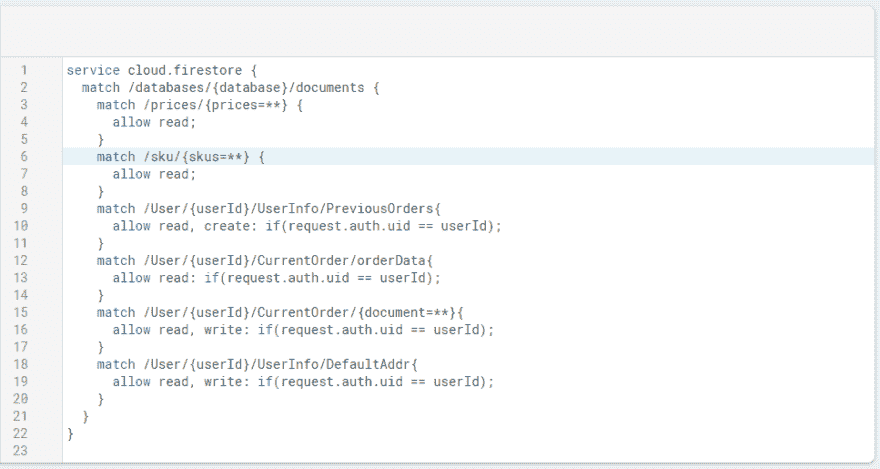 1 service cloud.firestore {
2   match /databases/{database}/documents {
3     match /prices/{prices=**} {
4       allow read;
5     }
6     match /sku/{skus=**} {
7       allow read;
8     }
9     match /User/{userId}/UserInfo/PreviousOrders{
10       allow read, create: if(request.auth.uid == userId);
11     }
12     match /User/{userId}/CurrentOrder/orderData{
13       allow read: if(request.auth.uid == userId);
14     }
15     match /User/{userId}/CurrentOrder/{document=**}{
16       allow read, write: if(request.auth.uid == userId);
17     }
18     match /User/{userId}/UserInfo/DefaultAddr{
19       allow read, write: if(request.auth.uid == userId);
20     }
21   }
22 }
23